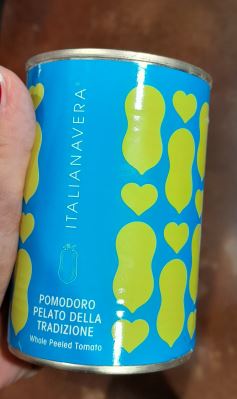 ITALIANAVERA®
POMODORO
PELATO DELLA
TRADIZIONE
Whole Peeled Tomato